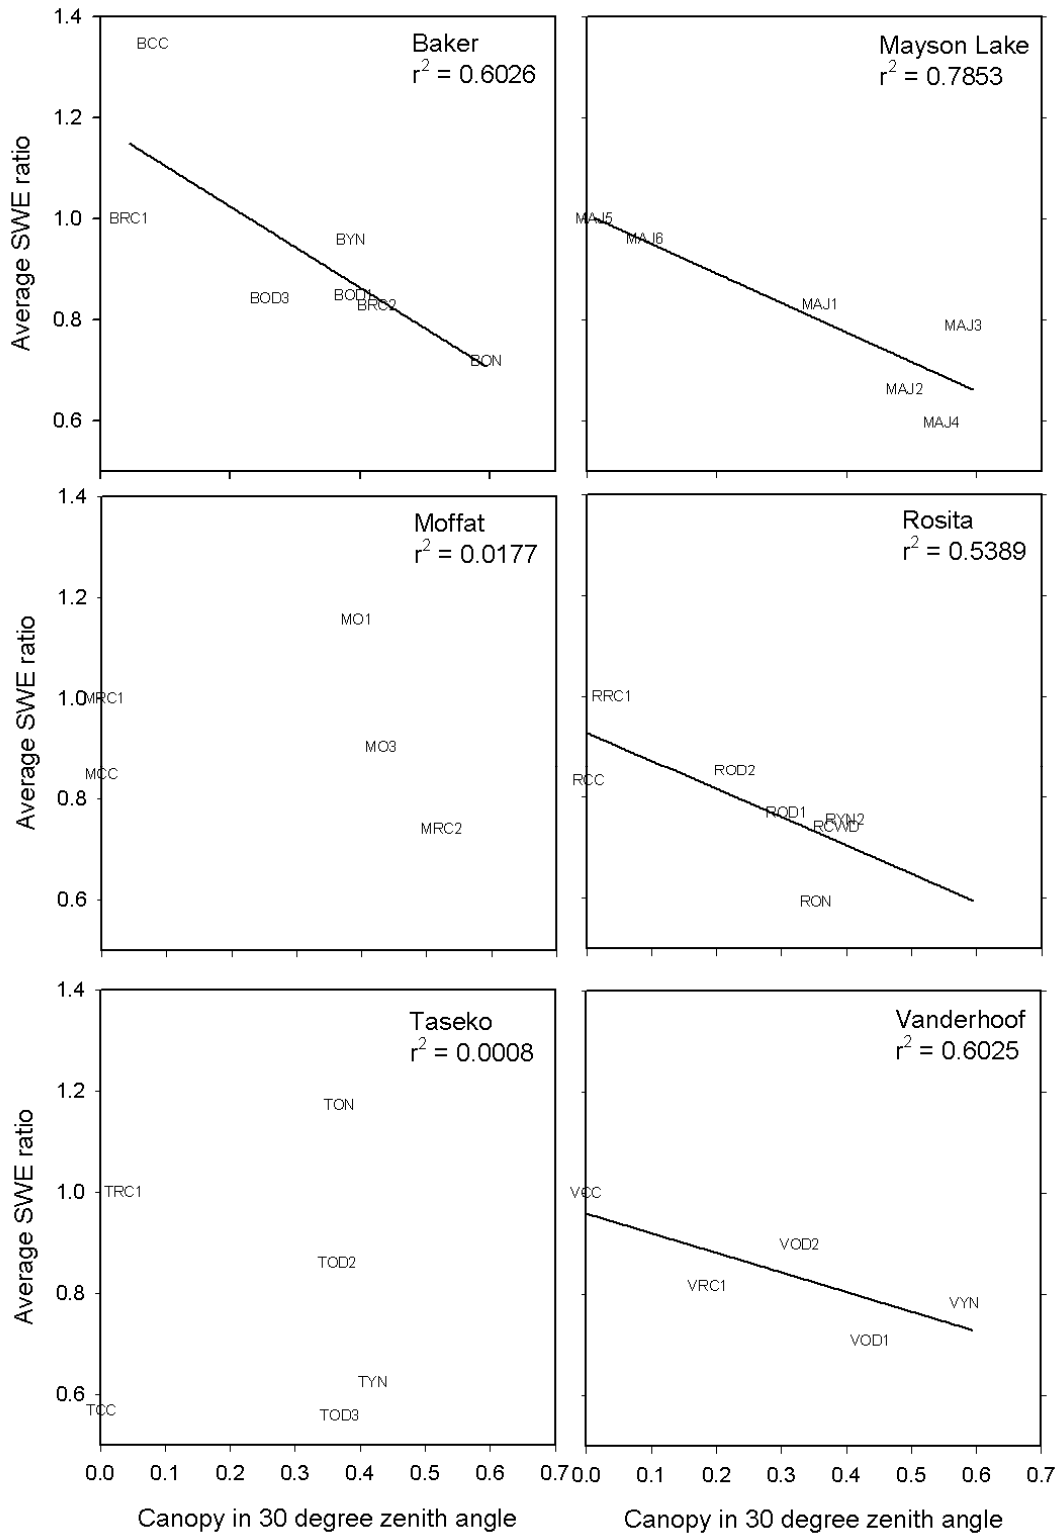 1.4
1.2
1.0
0.8
0.6
Average SWE ratio
Baker
r2 = 0.6026
BCC
BRC1
BYN
BOD3
BOD1
BRC2
BON
Mayson Lake
r2 = 0.7853
MAJ5
MAJ6
MAJ1
MAJ3
MAJ2
MAJ4
1.4
1.2
1.0
0.8
0.6
Average SWE ratio
Moffat
r2 = 0.0177
MO1
MRC1
MO3
MCC
MRC2
Rosita
r2 = 0.5389
RRC1
RCC
ROD2
ROD1
RYN2
RCWD
RON
1.4
1.2
1.0
0.8
0.6
Average SWE ratio
Taseko
r2 = 0.0008
TON
TRC1
TOD2
TYN
TCC
TOD3
0.0 0.1 0.2 0.3 0.4 0.5 0.6 0.7
Canopy in 30 degree zenith angle
Vanderhoof
r2 = 0.6025
VCC
VOD2
VRC1
VYN
VOD1
0.0 0.1 0.2 0.3 0.4 0.5 0.6 0.7
Canopy in 30 degree zenith angle